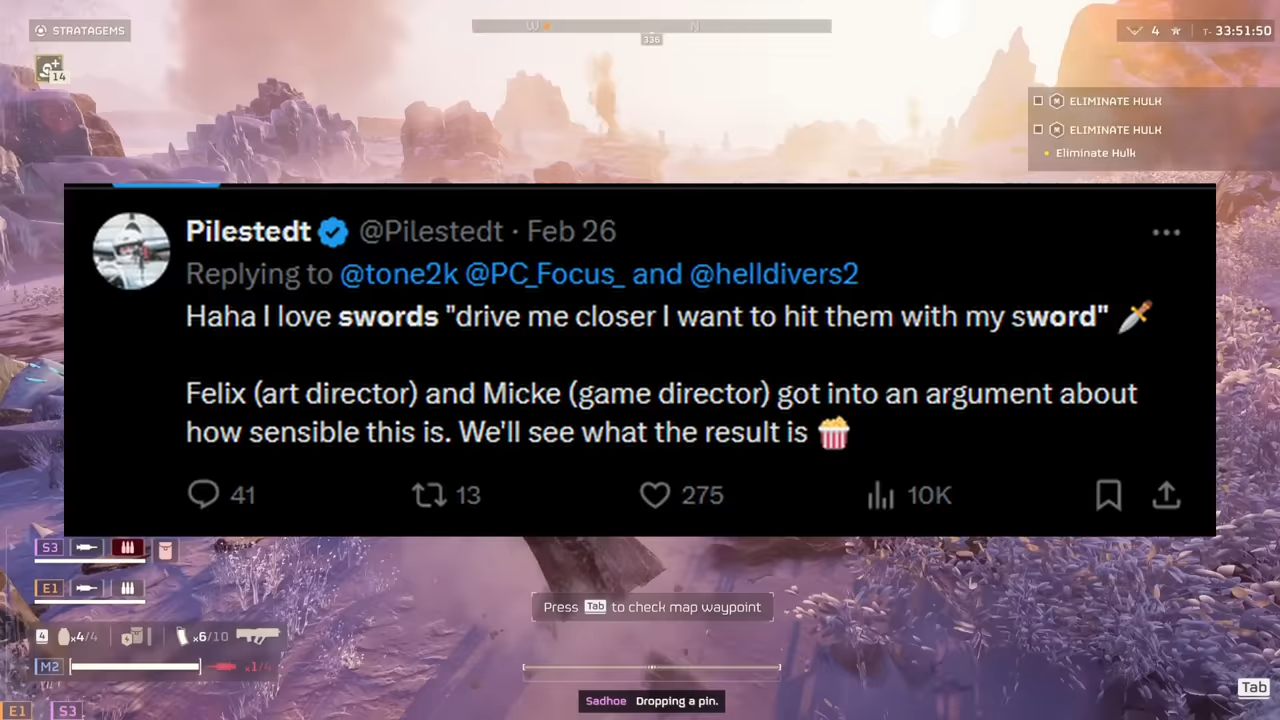 STRATAGEMS
W N
336
4 T- 33:51:50
14
ELIMINATE HULK
ELIMINATE HULK
Eliminate Hulk
Pilestedt @Pilestedt · Feb 26
Replying to @tone2k @PC_Focus_ and @helldivers2
Haha I love swords "drive me closer I want to hit them with my sword" 🗡️
Felix (art director) and Micke (game director) got into an argument about
how sensible this is. We'll see what the result is 🍿
41 13 275 10K
S3
E1
Press Tab to check map waypoint
4 x4/4 x6/10
M2 x1/4
Tab
Sadhoe Dropping a pin.
E1 S3